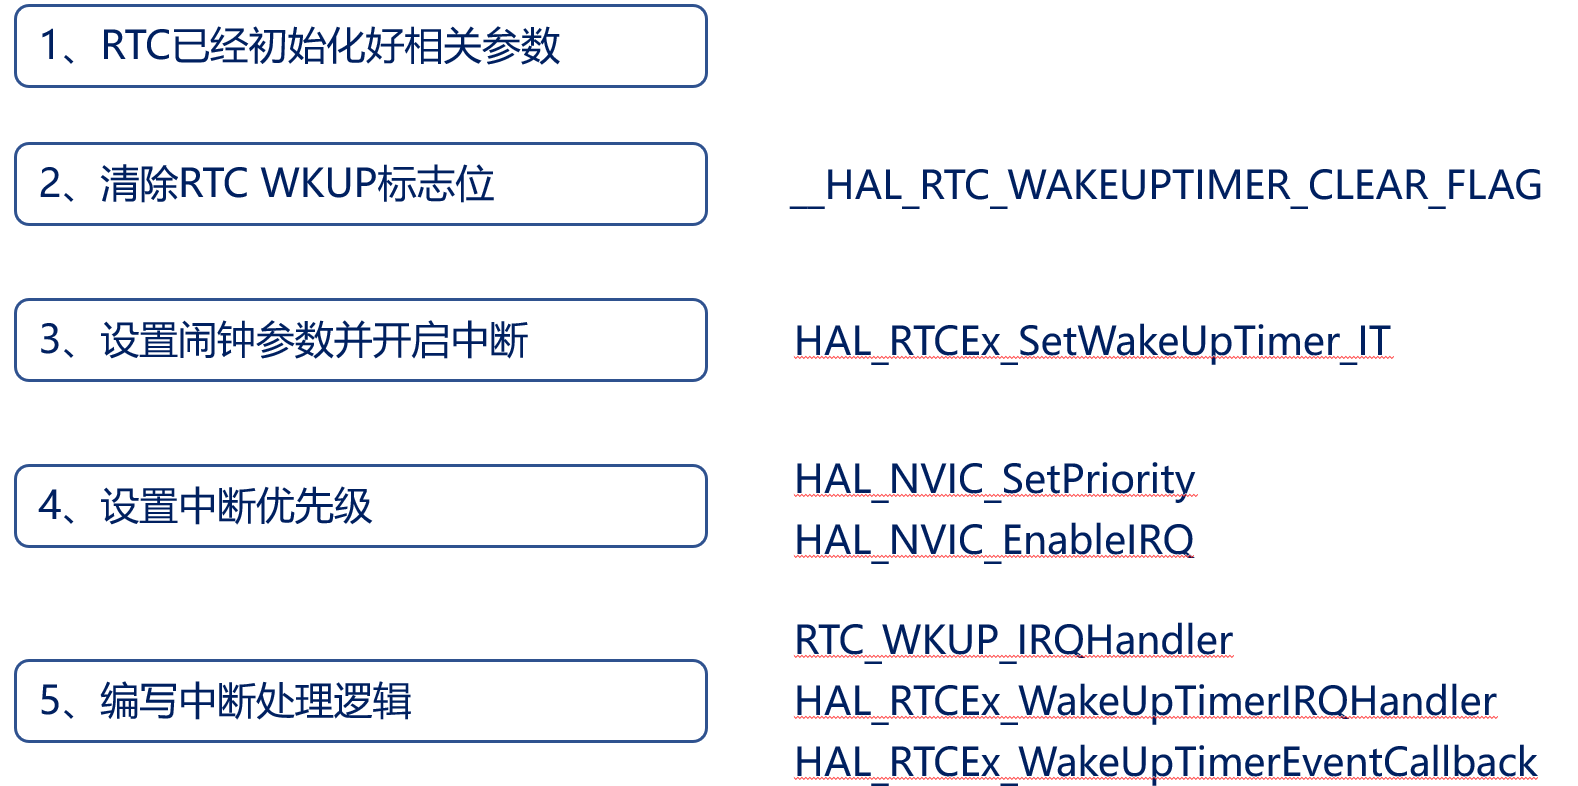 1、RTC已经初始化好相关参数
2、清除RTC WKUP标志位
__HAL_RTC_WAKEUPTIMER_CLEAR_FLAG
3、设置闹钟参数并开启中断
HAL_RTCEx_SetWakeUpTimer_IT
4、设置中断优先级
HAL_NVIC_SetPriority
HAL_NVIC_EnableIRQ
5、编写中断处理逻辑
RTC_WKUP_IRQHandler
HAL_RTCEx_WakeUpTimerIRQHandler
HAL_RTCEx_WakeUpTimerEventCallback